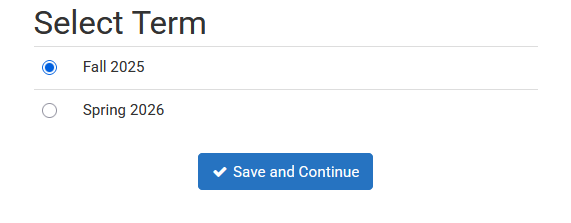 Select Term
Fall 2025
Spring 2026
Save and Continue